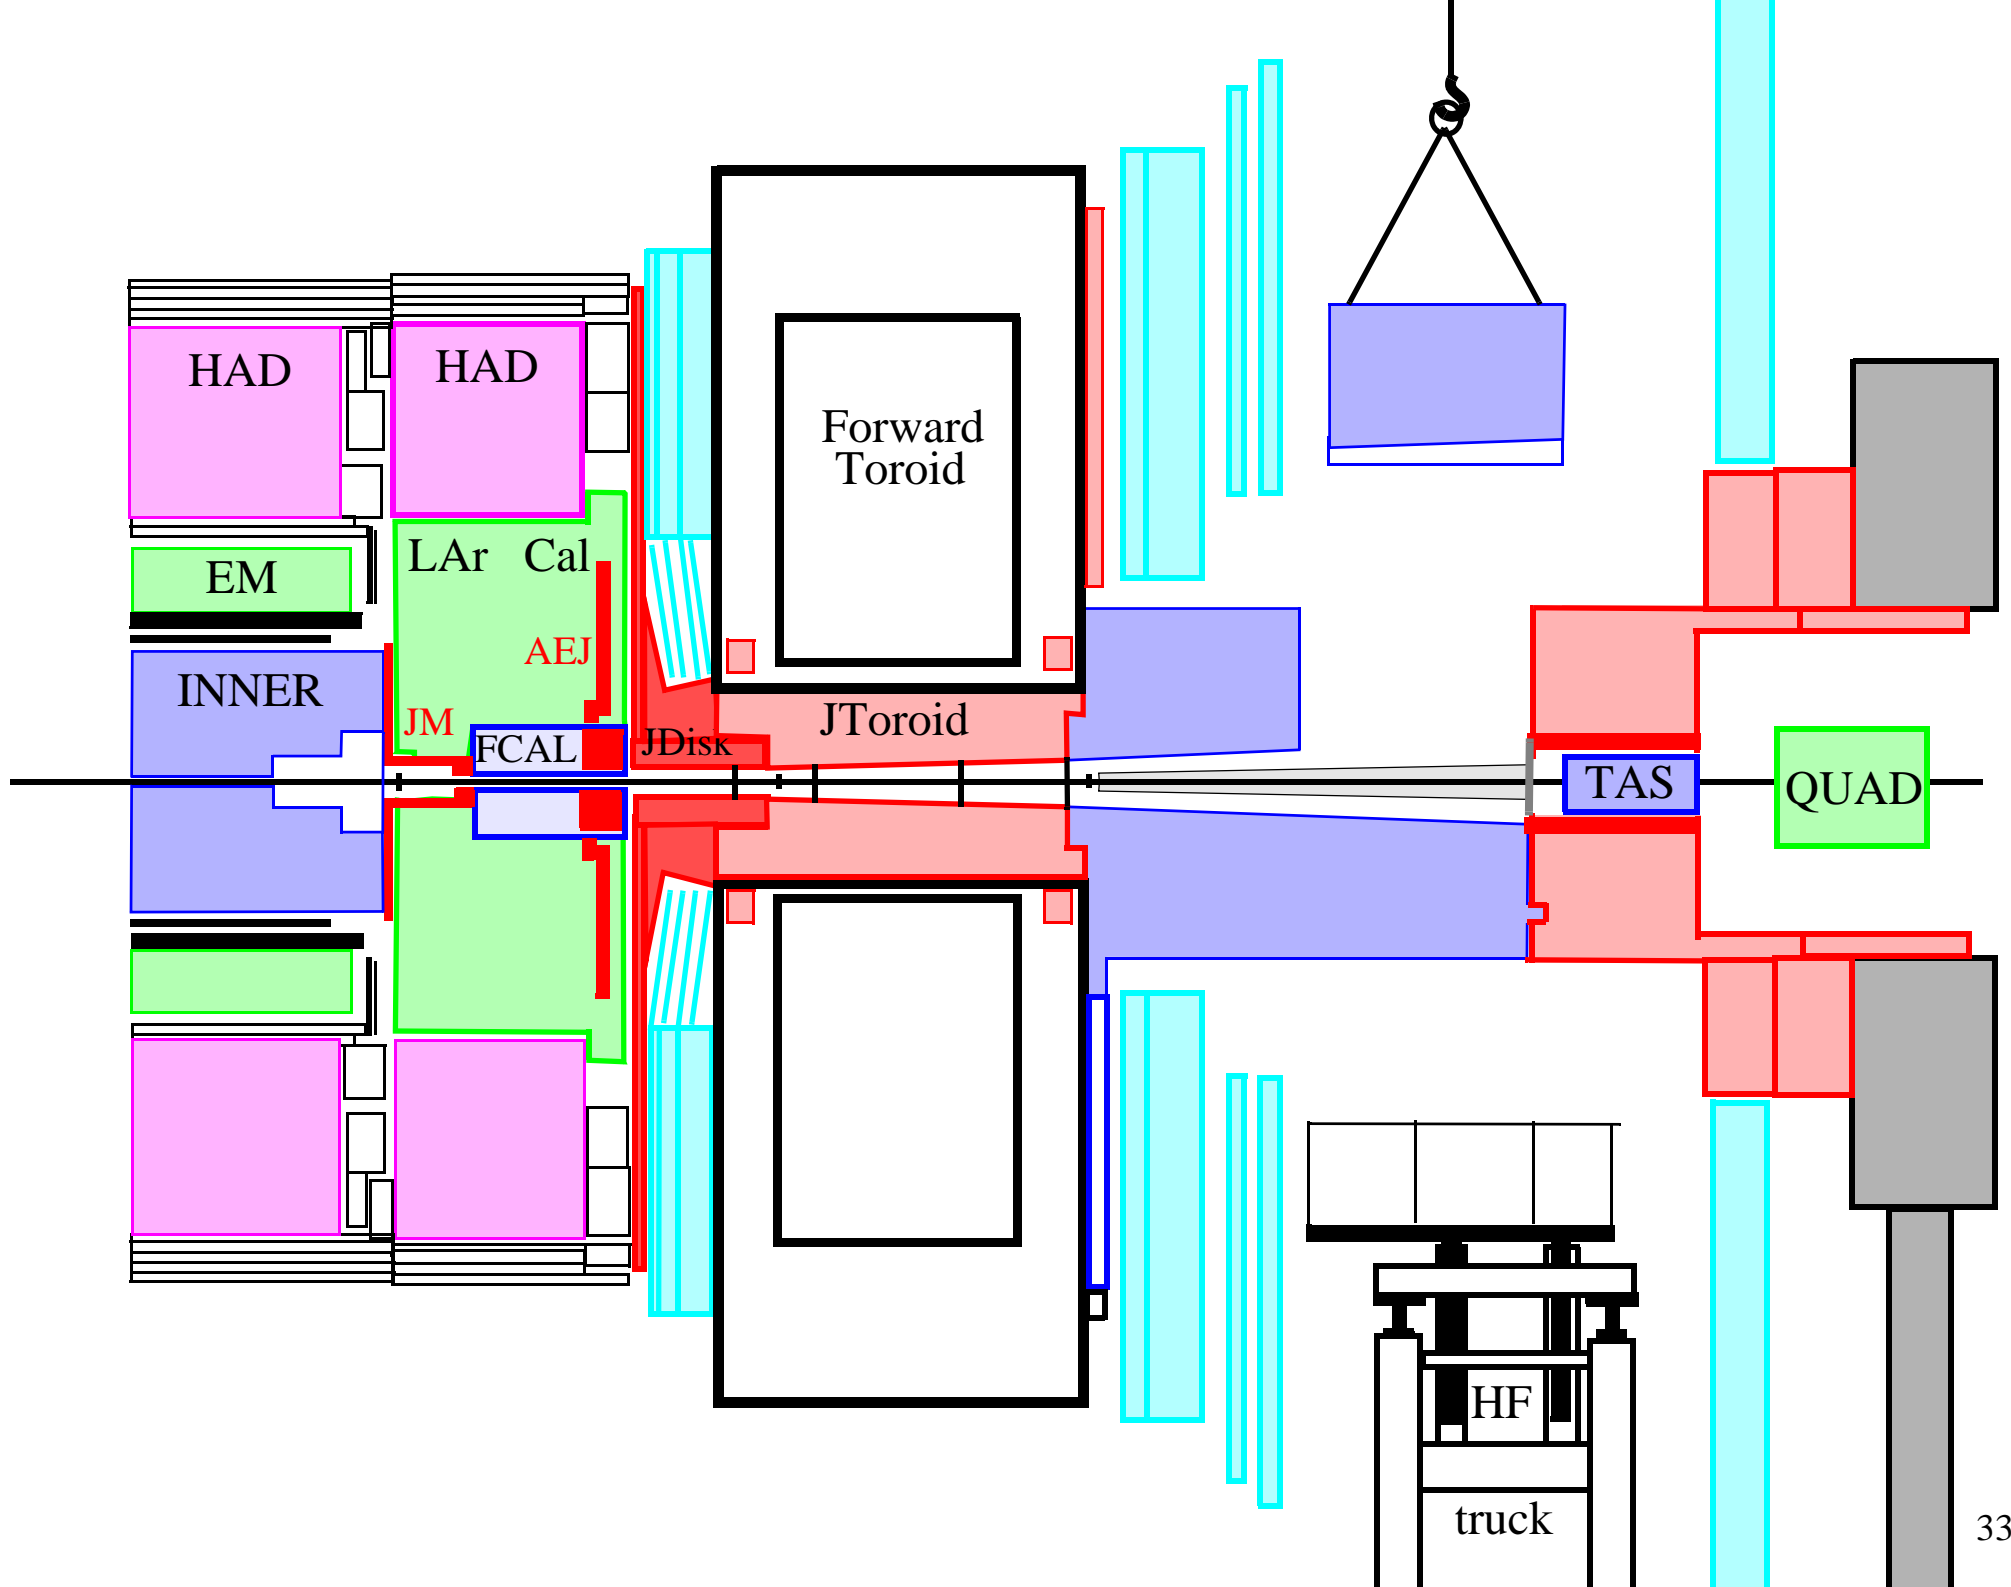 HAD
HAD
Forward
Toroid
LAr Cal
EM
AEJ
INNER
JM
FCAL
JDisk
JToroid
TAS
QUAD
HF
truck
33